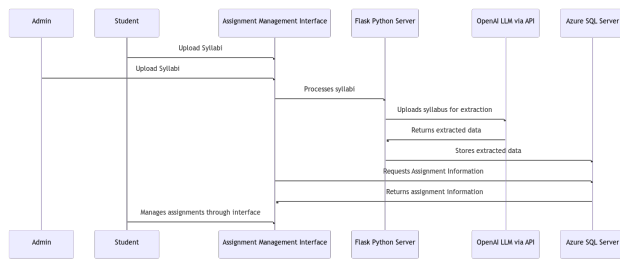 Admin
Student
Assignment Management Interface
Flask Python Server
OpenAI LLM via API
Azure SQL Server
Upload Syllabi
Upload Syllabi
Processes syllabi
Uploads syllabus for extraction
Returns extracted data
Stores extracted data
Requests Assignment Information
Returns assignment information
Manages assignments through interface
Admin
Student
Assignment Management Interface
Flask Python Server
OpenAI LLM via API
Azure SQL Server